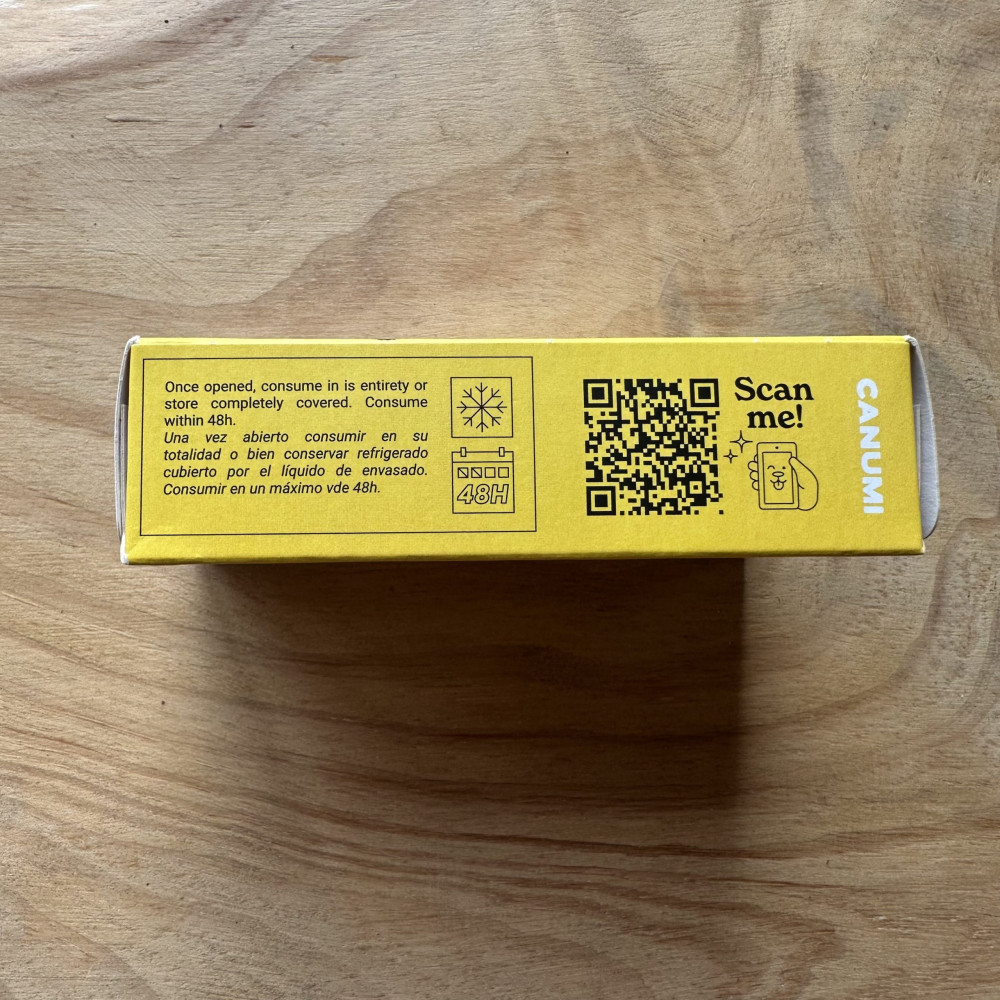 Once opened, consume in is entirety or
store completely covered. Consume
within 48h.
Una vez abierto consumir en su
totalidad o bien conservar refrigerado
cubierto por el líquido de envasado.
Consumir en un máximo vde 48h.
48H
Scan
me!
CANUMI